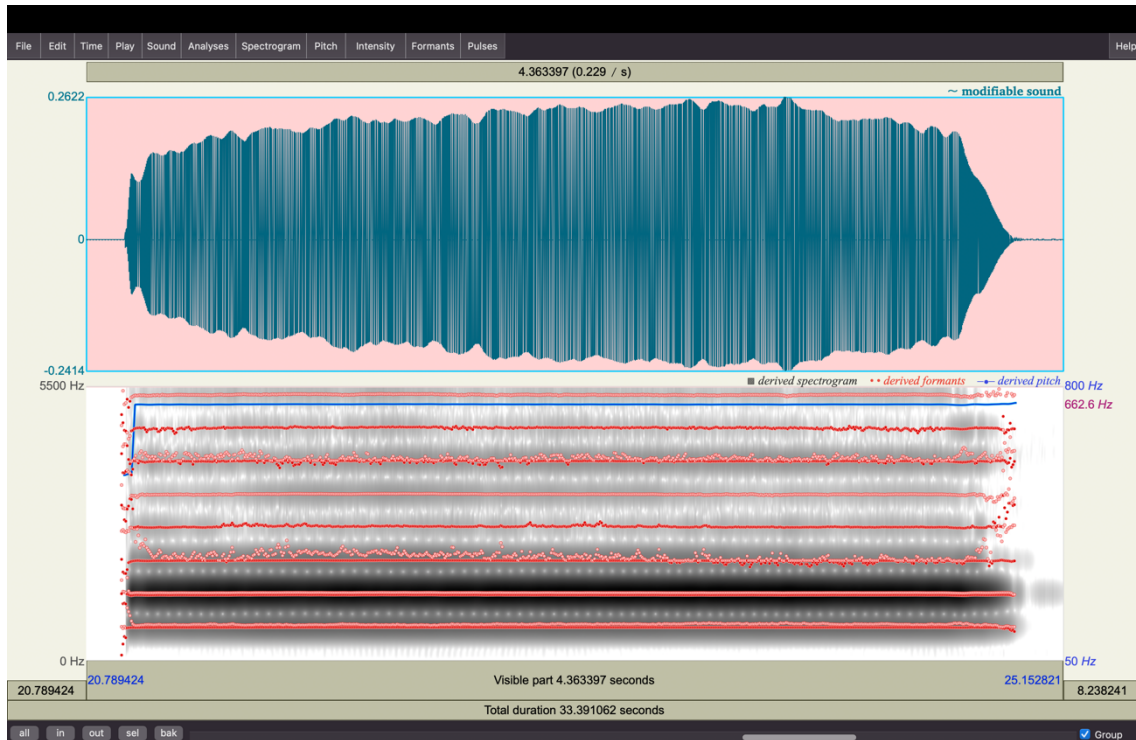 File Edit Time Play Sound Analyses Spectrogram Pitch Intensity Formants Pulses Help
4.363397 (0.229 / s)
0.2622
~ modifiable sound
0
-0.2414
5500 Hz
derived spectrogram derived formants derived pitch
800 Hz
662.6 Hz
0 Hz
50 Hz
20.789424 20.789424 Visible part 4.363397 seconds 25.152821 8.238241
Total duration 33.391062 seconds
all in out sel bak Group